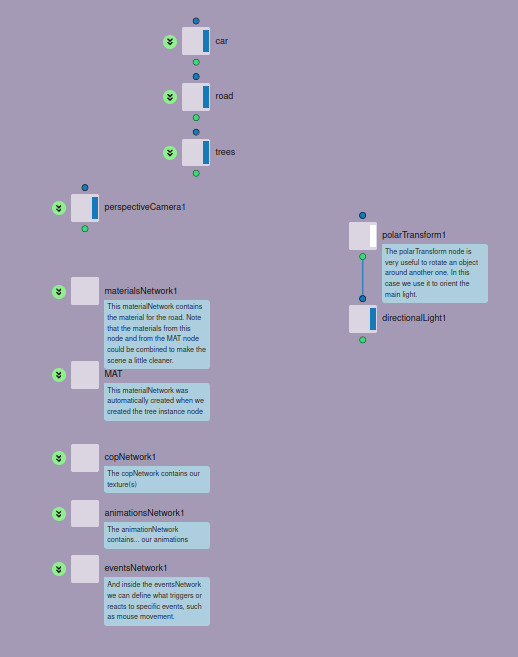 car
road
trees
perspectiveCamera1
polarTransform1
The polarTransform node is
very useful to rotate an object
around another one. In this
case we use it to orient the
main light.
directionalLight1
materialsNetwork1
This materialNetwork contains
the material for the road. Note
that the materials from this
node and from the MAT node
could be combined to make the
scene a little cleaner.
MAT
This materialNetwork was
automatically created when we
created the tree instance node
copNetwork1
The copNetwork contains our
texture(s)
animationsNetwork1
The animationNetwork
contains... our animations
eventsNetwork1
And inside the eventsNetwork
we can define what triggers or
reacts to specific events, such
as mouse movement.